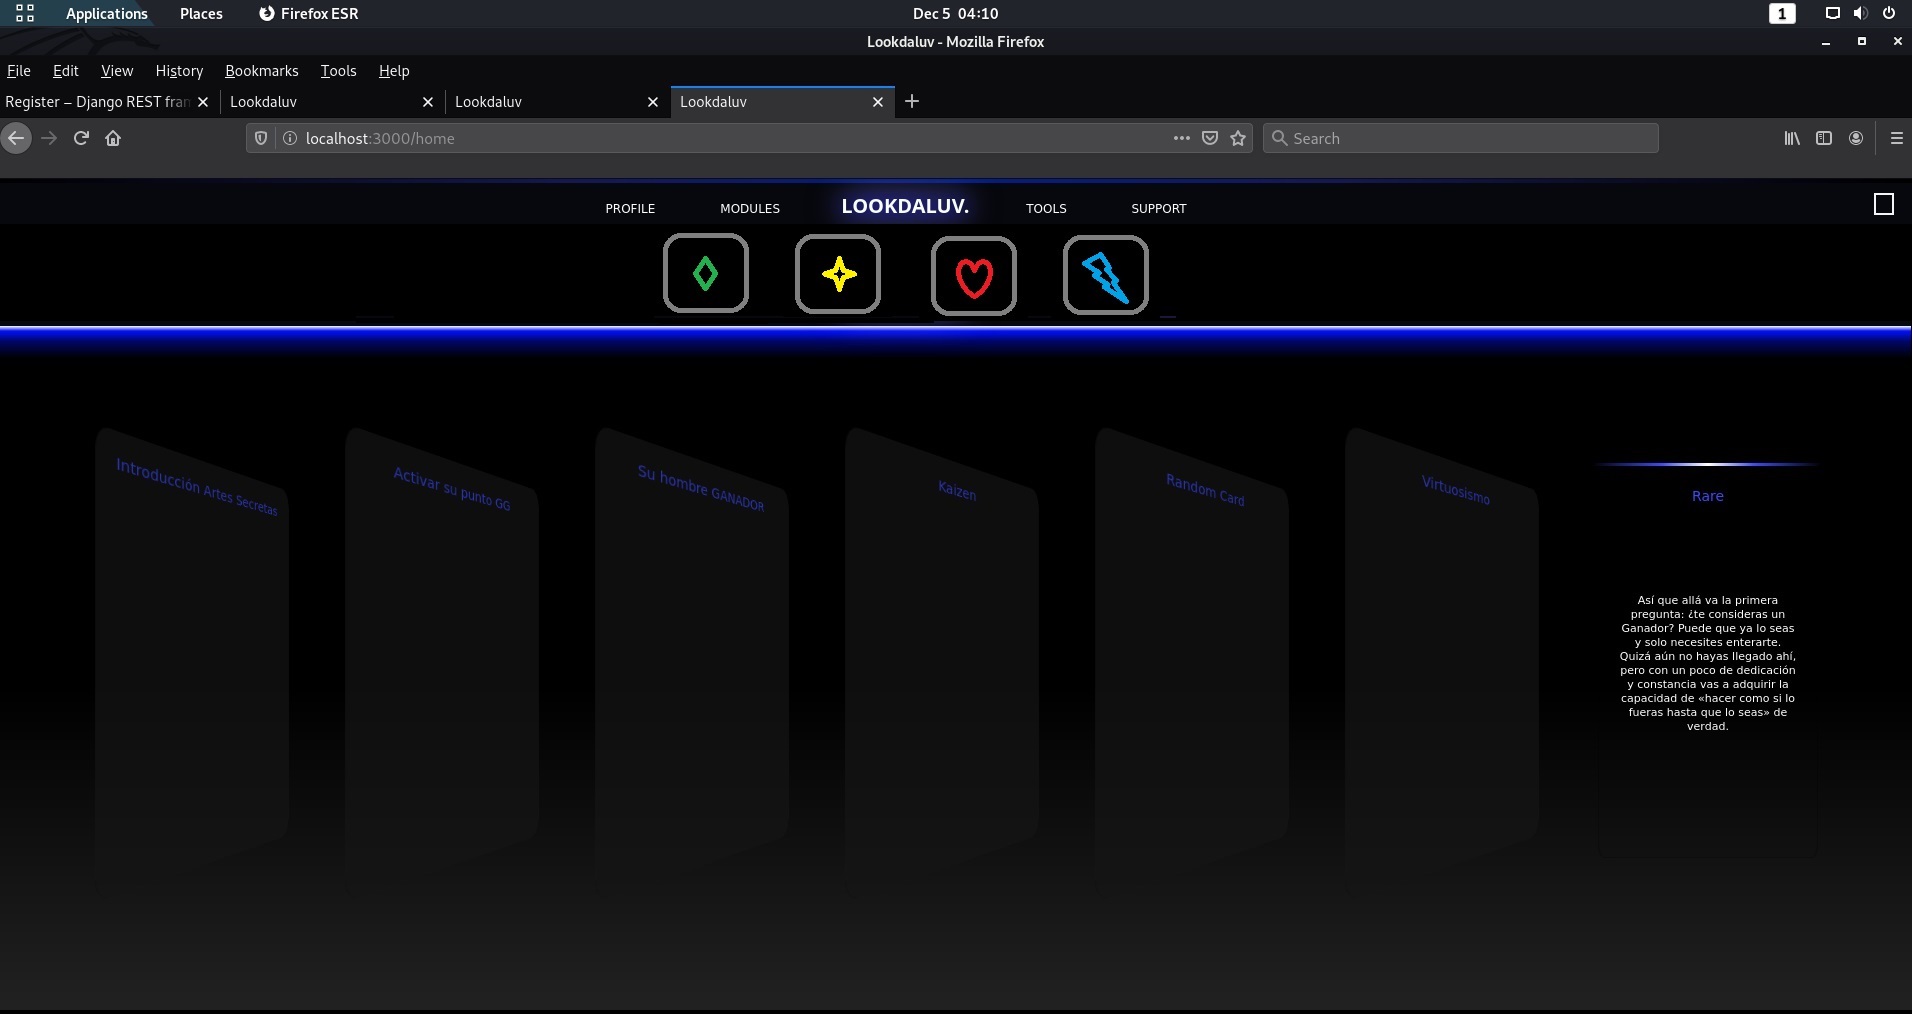 Applications Places Firefox ESR Dec 5 04:10 1
Lookdaluv - Mozilla Firefox
File Edit View History Bookmarks Tools Help
Register – Django REST fram Lookdaluv Lookdaluv Lookdaluv
localhost:3000/home Search
PROFILE MODULES LOOKDALUV. TOOLS SUPPORT
Introducción Artes Secretas
Activar su punto GG
Su hombre GANADOR
Kaizen
Random Card
Virtuosismo
Rare
Así que allá va la primera
pregunta: ¿te consideras un
Ganador? Puede que ya lo seas
y solo necesites enterarte.
Quizá aún no hayas llegado ahí,
pero con un poco de dedicación
y constancia vas a adquirir la
capacidad de «hacer como si lo
fueras hasta que lo seas» de
verdad.